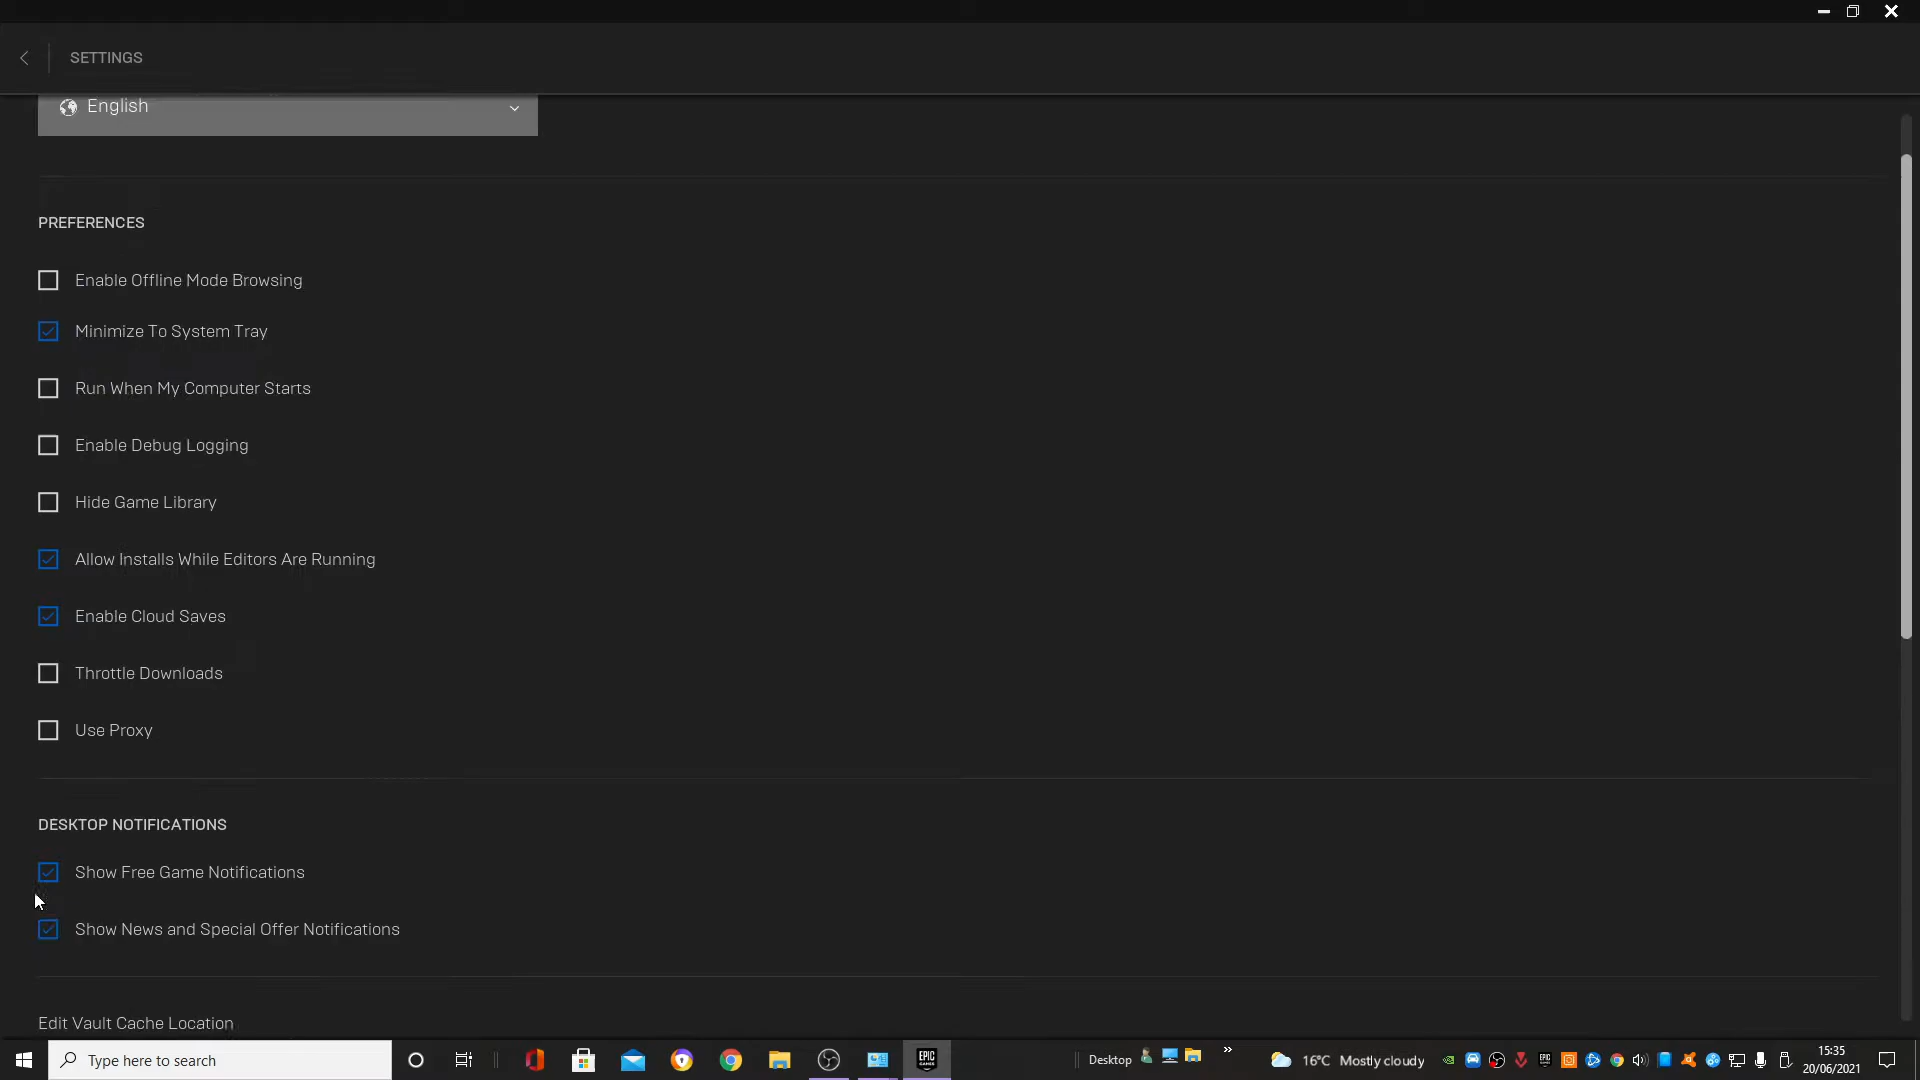 SETTINGS
English
PREFERENCES
Enable Offline Mode Browsing
Minimize To System Tray
Run When My Computer Starts
Enable Debug Logging
Hide Game Library
Allow Installs While Editors Are Running
Enable Cloud Saves
Throttle Downloads
Use Proxy
DESKTOP NOTIFICATIONS
Show Free Game Notifications
Show News and Special Offer Notifications
Edit Vault Cache Location
Type here to search
EPIC
GAMES
Desktop
»
16°C Mostly cloudy
15:35
20/06/2021